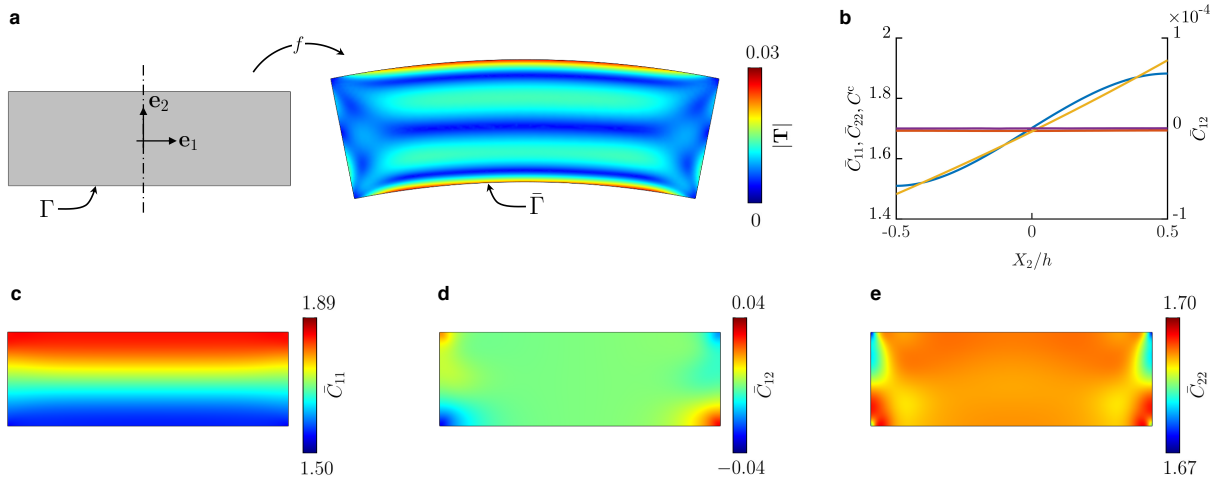 a
f
e₂
e₁
Γ
Γ̄
0.03
|T|
0
b
×10⁻⁴
2
1.8
1.6
1.4
C̄₁₁, C̄₂₂, Cᶜ
1
0
-1
C̄₁₂
-0.5
0
0.5
X₂/h
c
1.89
C̄₁₁
1.50
d
0.04
C̄₁₂
−0.04
e
1.70
C̄₂₂
1.67